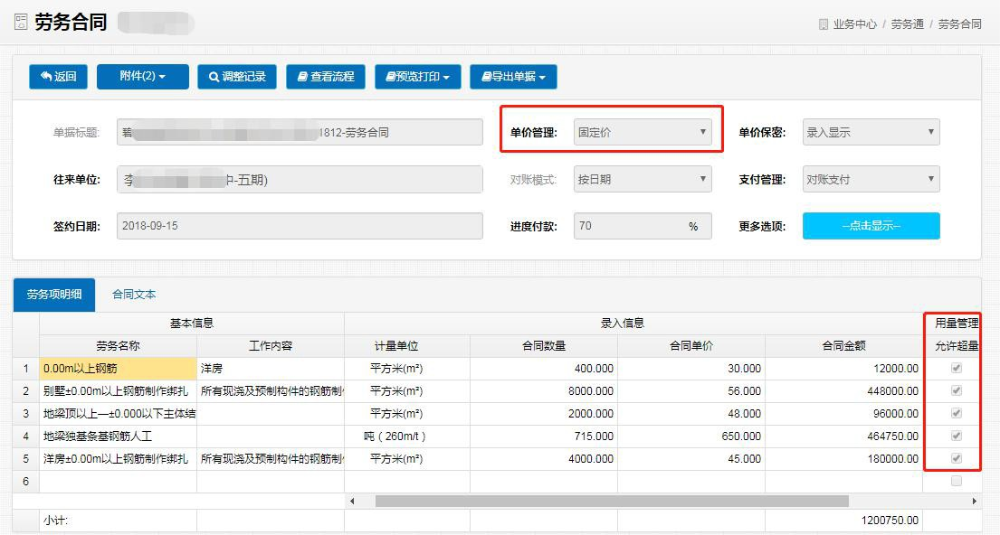 劳务合同
业务中心 / 劳务通 / 劳务合同
返回 附件(2) 调整记录 查看流程 预览打印 导出单据
单据标题: 碧 1812-劳务合同 单价管理: 固定价 单价保密: 录入显示
往来单位: 李 中-五期) 对账模式: 按日期 支付管理: 对账支付
签约日期: 2018-09-15 进度付款: 70 % 更多选项: --点击显示--
劳务项明细 合同文本
基本信息 录入信息 用量管理
劳务名称 工作内容 计量单位 合同数量 合同单价 合同金额 允许超量
1 0.00m以上钢筋 洋房 平方米(m²) 400.000 30.000 12000.00
2 别墅±0.00m以上钢筋制作绑扎 所有现浇及预制构件的钢筋制作 平方米(m²) 8000.000 56.000 448000.00
3 地梁顶以上—±0.000以下主体结 平方米(m²) 2000.000 48.000 96000.00
4 地梁独基条基钢筋人工 吨（260m/t） 715.000 650.000 464750.00
5 洋房±0.00m以上钢筋制作绑扎 所有现浇及预制构件的钢筋制作 平方米(m²) 4000.000 45.000 180000.00
6
小计: 1200750.00